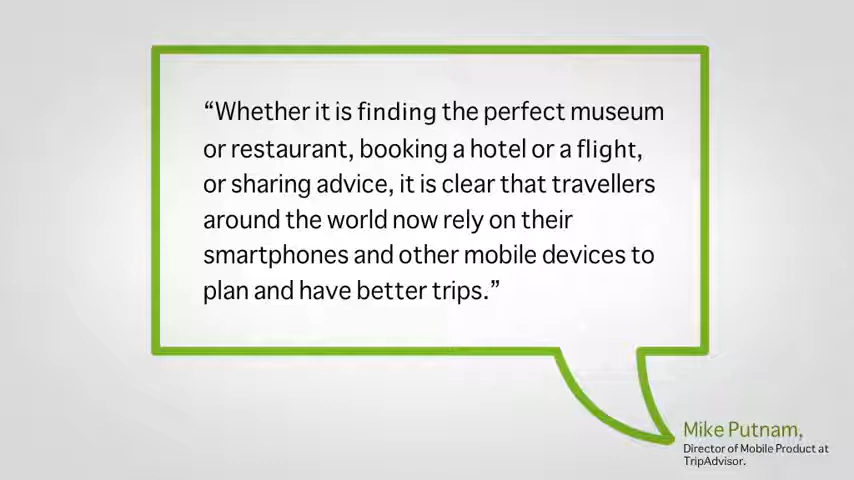 “Whether it is finding the perfect museum
or restaurant, booking a hotel or a flight,
or sharing advice, it is clear that travellers
around the world now rely on their
smartphones and other mobile devices to
plan and have better trips.”
Mike Putnam,
Director of Mobile Product at
TripAdvisor.